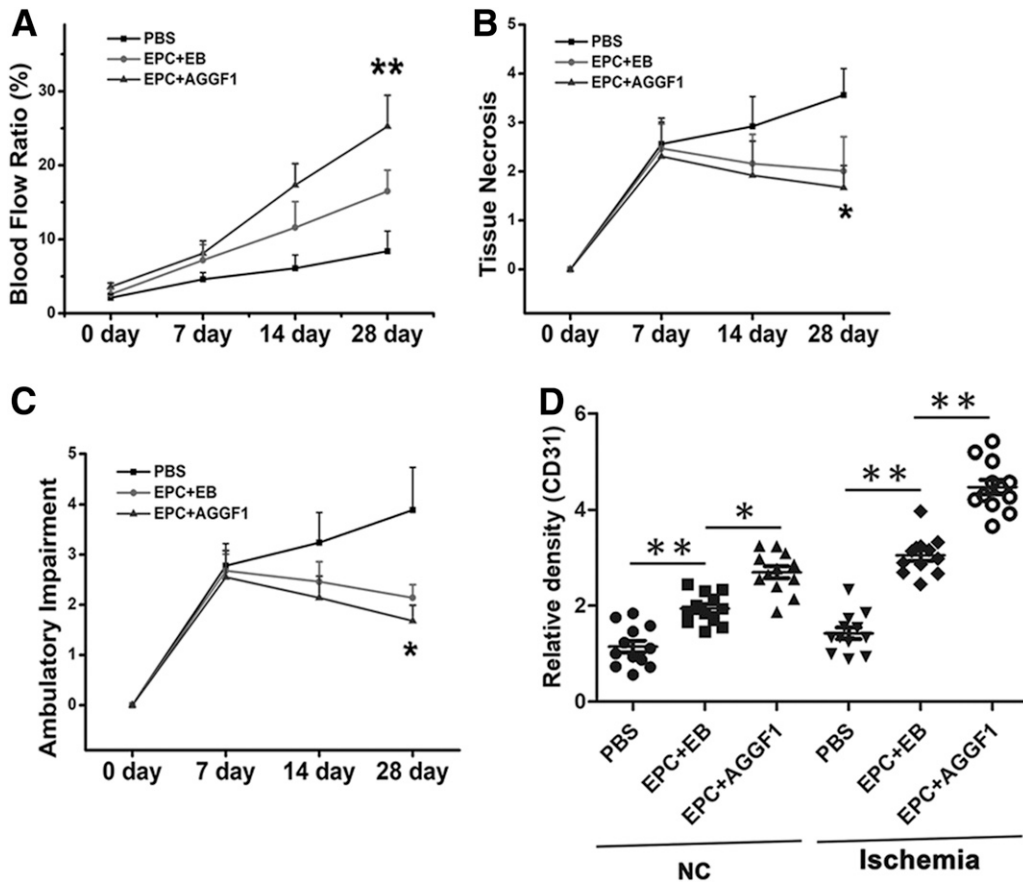 A
Blood Flow Ratio (%)
PBS
EPC+EB
EPC+AGGF1
**
30
20
10
0
0 day 7 day 14 day 28 day
B
Tissue Necrosis
PBS
EPC+EB
EPC+AGGF1
5
4
3
2
1
0
*
0 day 7 day 14 day 28 day
C
Ambulatory Impairment
PBS
EPC+EB
EPC+AGGF1
5
4
3
2
1
0
*
0 day 7 day 14 day 28 day
D
Relative density (CD31)
6
4
2
0
** * ** **
PBS EPC+EB EPC+AGGF1 PBS EPC+EB EPC+AGGF1
NC Ischemia